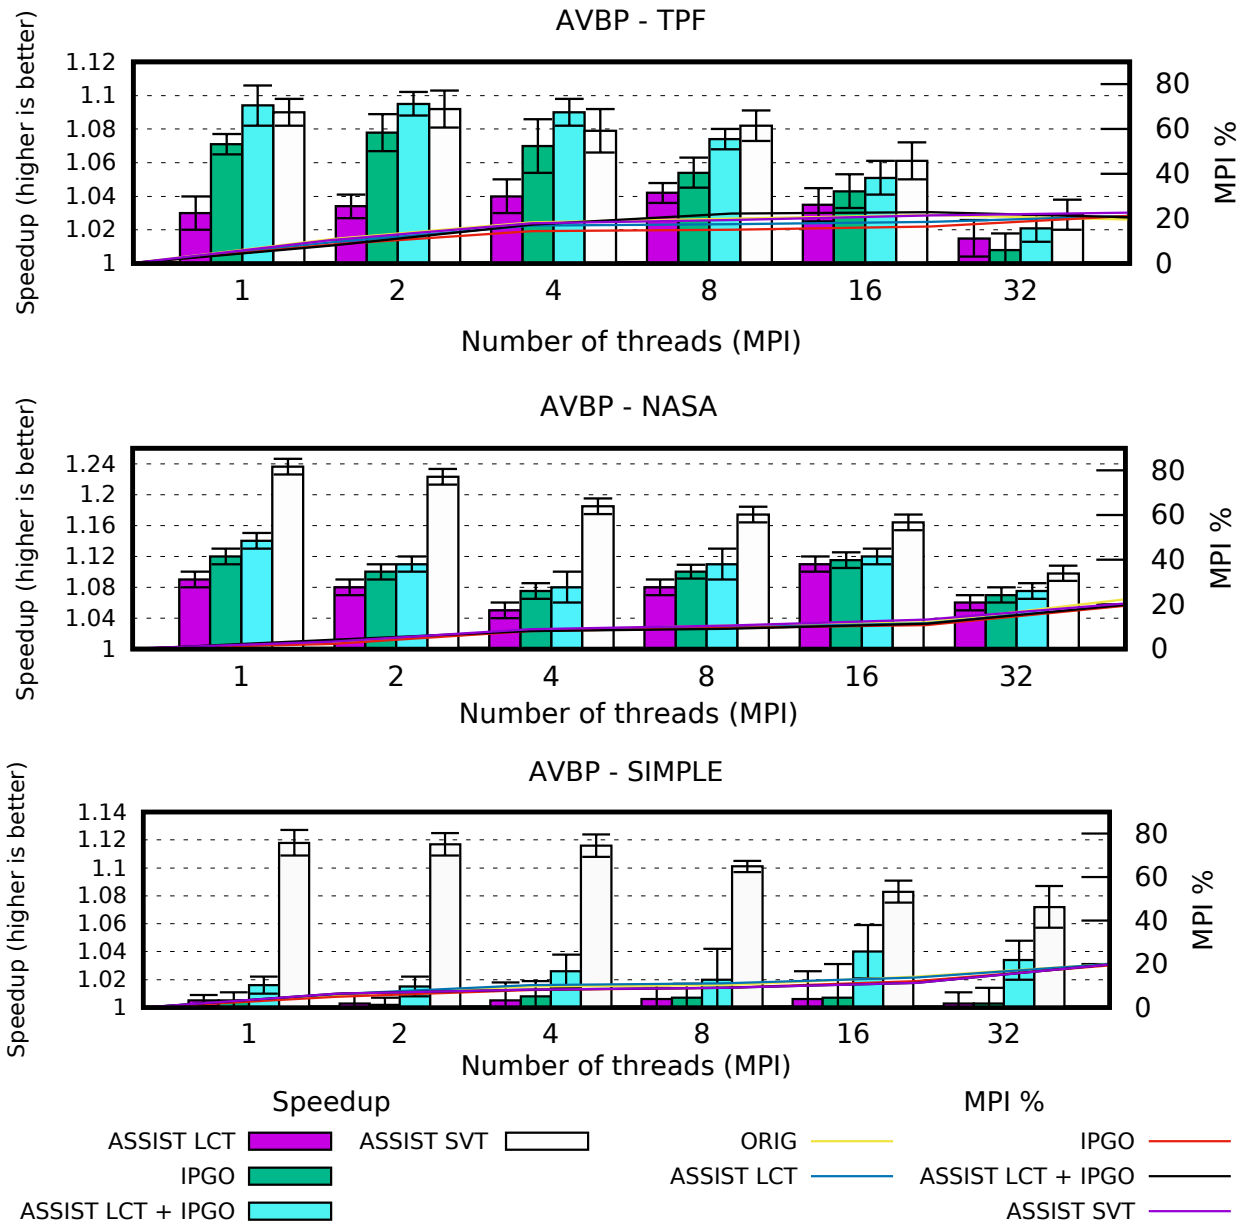 AVBP - TPF
Speedup (higher is better)
1.12
1.1
1.08
1.06
1.04
1.02
1
80
60
40
20
0
MPI %
1 2 4 8 16 32
Number of threads (MPI)
AVBP - NASA
Speedup (higher is better)
1.24
1.2
1.16
1.12
1.08
1.04
1
80
60
40
20
0
MPI %
1 2 4 8 16 32
Number of threads (MPI)
AVBP - SIMPLE
Speedup (higher is better)
1.14
1.12
1.1
1.08
1.06
1.04
1.02
1
80
60
40
20
0
MPI %
1 2 4 8 16 32
Number of threads (MPI)
Speedup
ASSIST LCT ASSIST SVT
IPGO
ASSIST LCT + IPGO
MPI %
ORIG IPGO
ASSIST LCT ASSIST LCT + IPGO
ASSIST SVT